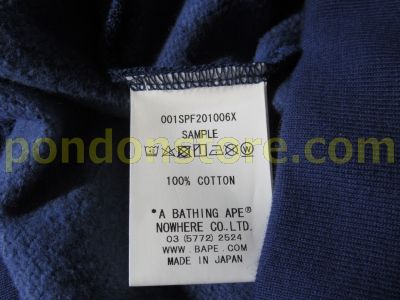 001SPF201006X
SAMPLE
pondonstore.com
100% COTTON
*A BATHING APE®
NOWHERE CO.,LTD.
03 (5772) 2524
WWW.BAPE.COM
MADE IN JAPAN